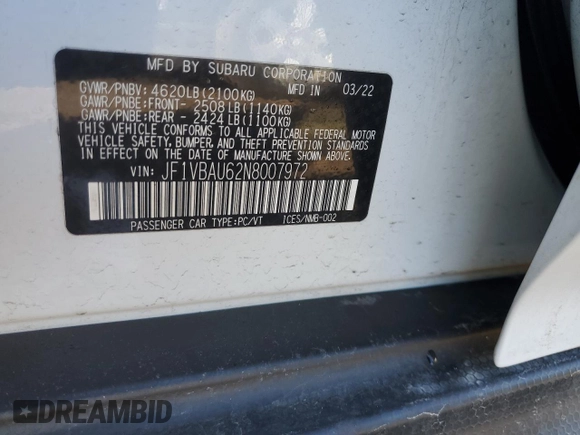 MFD BY SUBARU CORPORATION
GVWR/PNBV: 4620LB(2100KG) MFD IN 03/22
GAWR/PNBE:FRONT- 2508LB(1140KG)
GAWR/PNBE:REAR - 2424LB(1100KG)
THIS VEHICLE CONFORMS TO ALL APPLICABLE FEDERAL MOTOR
VEHICLE SAFETY, BUMPER, AND THEFT PREVENTION STANDARDS
IN EFFECT ON THE DATE OF MANUFACTURE SHOWN ABOVE.
VIN: JF1VBAU62N8007972
PASSENGER CAR TYPE:PC/VT ICES/NMB-002
DREAMBID